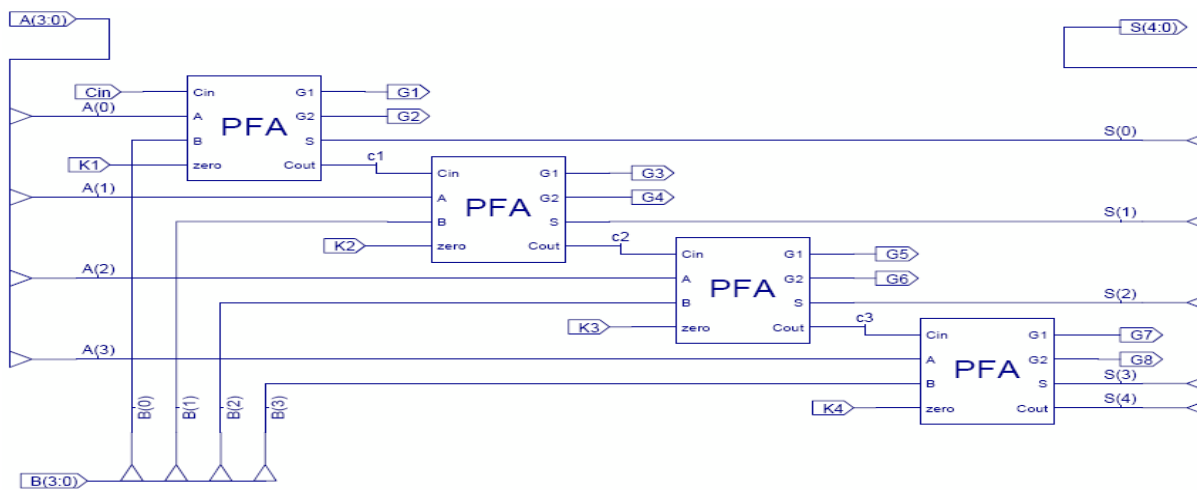 A(3:0)
S(4:0)
Cin
A(0)
K1
Cin
A
B
zero
PFA
G1
G2
S
Cout
G1
G2
S(0)
c1
A(1)
K2
Cin
A
B
zero
PFA
G1
G2
S
Cout
G3
G4
S(1)
c2
A(2)
K3
Cin
A
B
zero
PFA
G1
G2
S
Cout
G5
G6
S(2)
c3
A(3)
K4
Cin
A
B
zero
PFA
G1
G2
S
Cout
G7
G8
S(3)
S(4)
B(0)
B(1)
B(2)
B(3)
B(3:0)